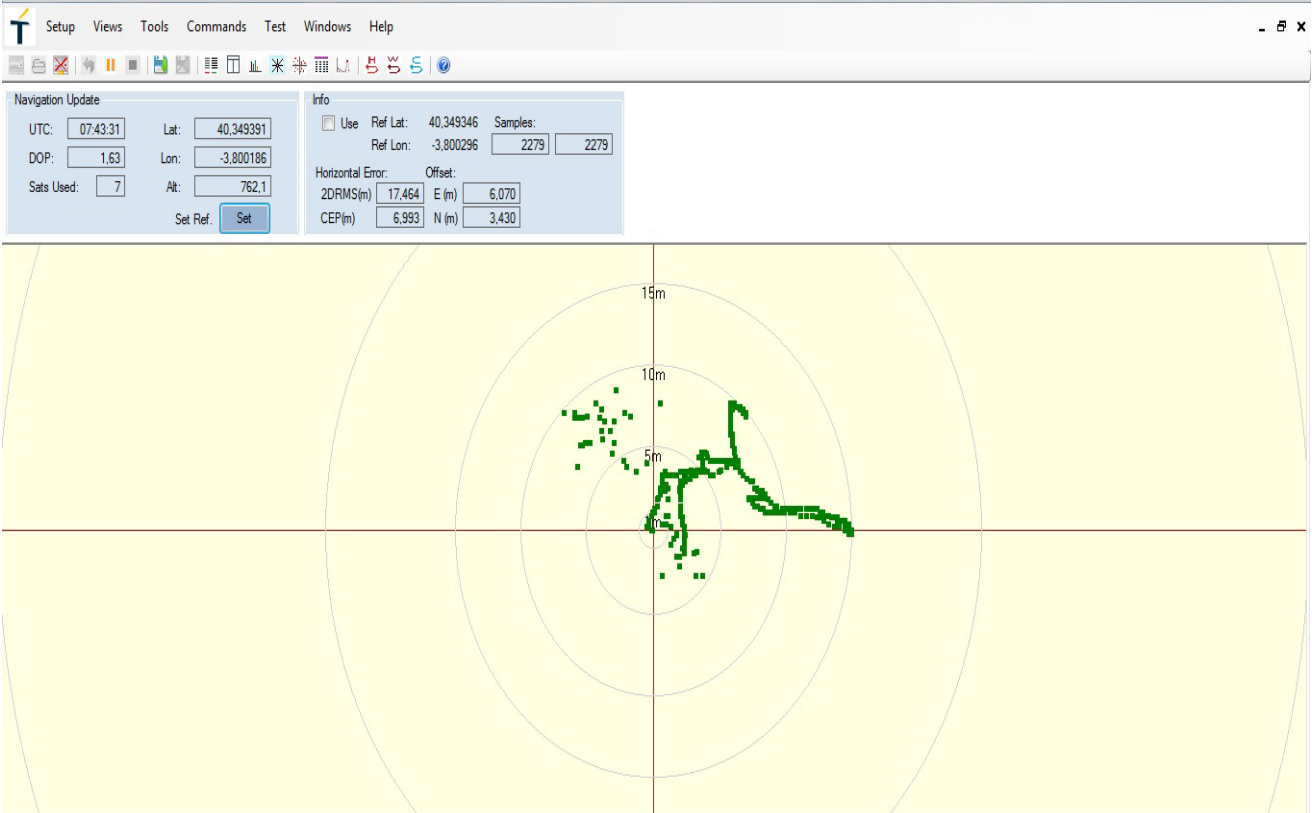 Setup Views Tools Commands Test Windows Help
Navigation Update
UTC: 07:43:31 Lat: 40,349391
DOP: 1,63 Lon: -3,800186
Sats Used: 7 Alt: 762,1
Set Ref. Set
Info
Use Ref Lat: 40,349346 Samples:
Ref Lon: -3,800296 2279 2279
Horizontal Error: Offset:
2DRMS(m) 17,464 E (m) 6,070
CEP(m) 6,993 N (m) 3,430
15m
10m
5m
1m